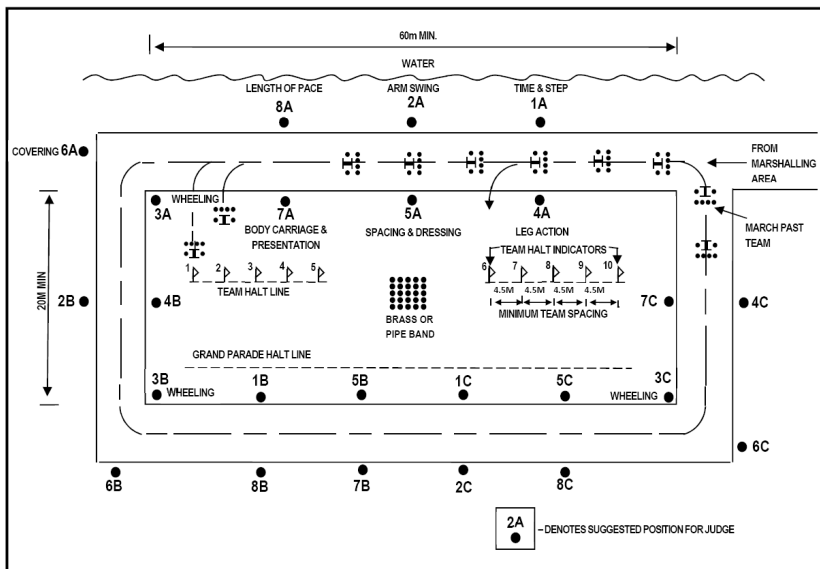 60m MIN.
WATER
LENGTH OF PACE ARM SWING TIME & STEP
8A 2A 1A
COVERING 6A
FROM
MARSHALLING
AREA
WHEELING
3A 7A 5A 4A
MARCH PAST
TEAM
BODY CARRIAGE &
PRESENTATION
SPACING & DRESSING
LEG ACTION
TEAM HALT INDICATORS
1 2 3 4 5
6 7 8 9 10
TEAM HALT LINE
4.5M 4.5M 4.5M 4.5M
MINIMUM TEAM SPACING
20M MIN
2B 4B 7C 4C
BRASS OR
PIPE BAND
GRAND PARADE HALT LINE
3B WHEELING 1B 5B 1C 5C WHEELING 3C
6C
6B 8B 7B 2C 8C
2A
– DENOTES SUGGESTED POSITION FOR JUDGE